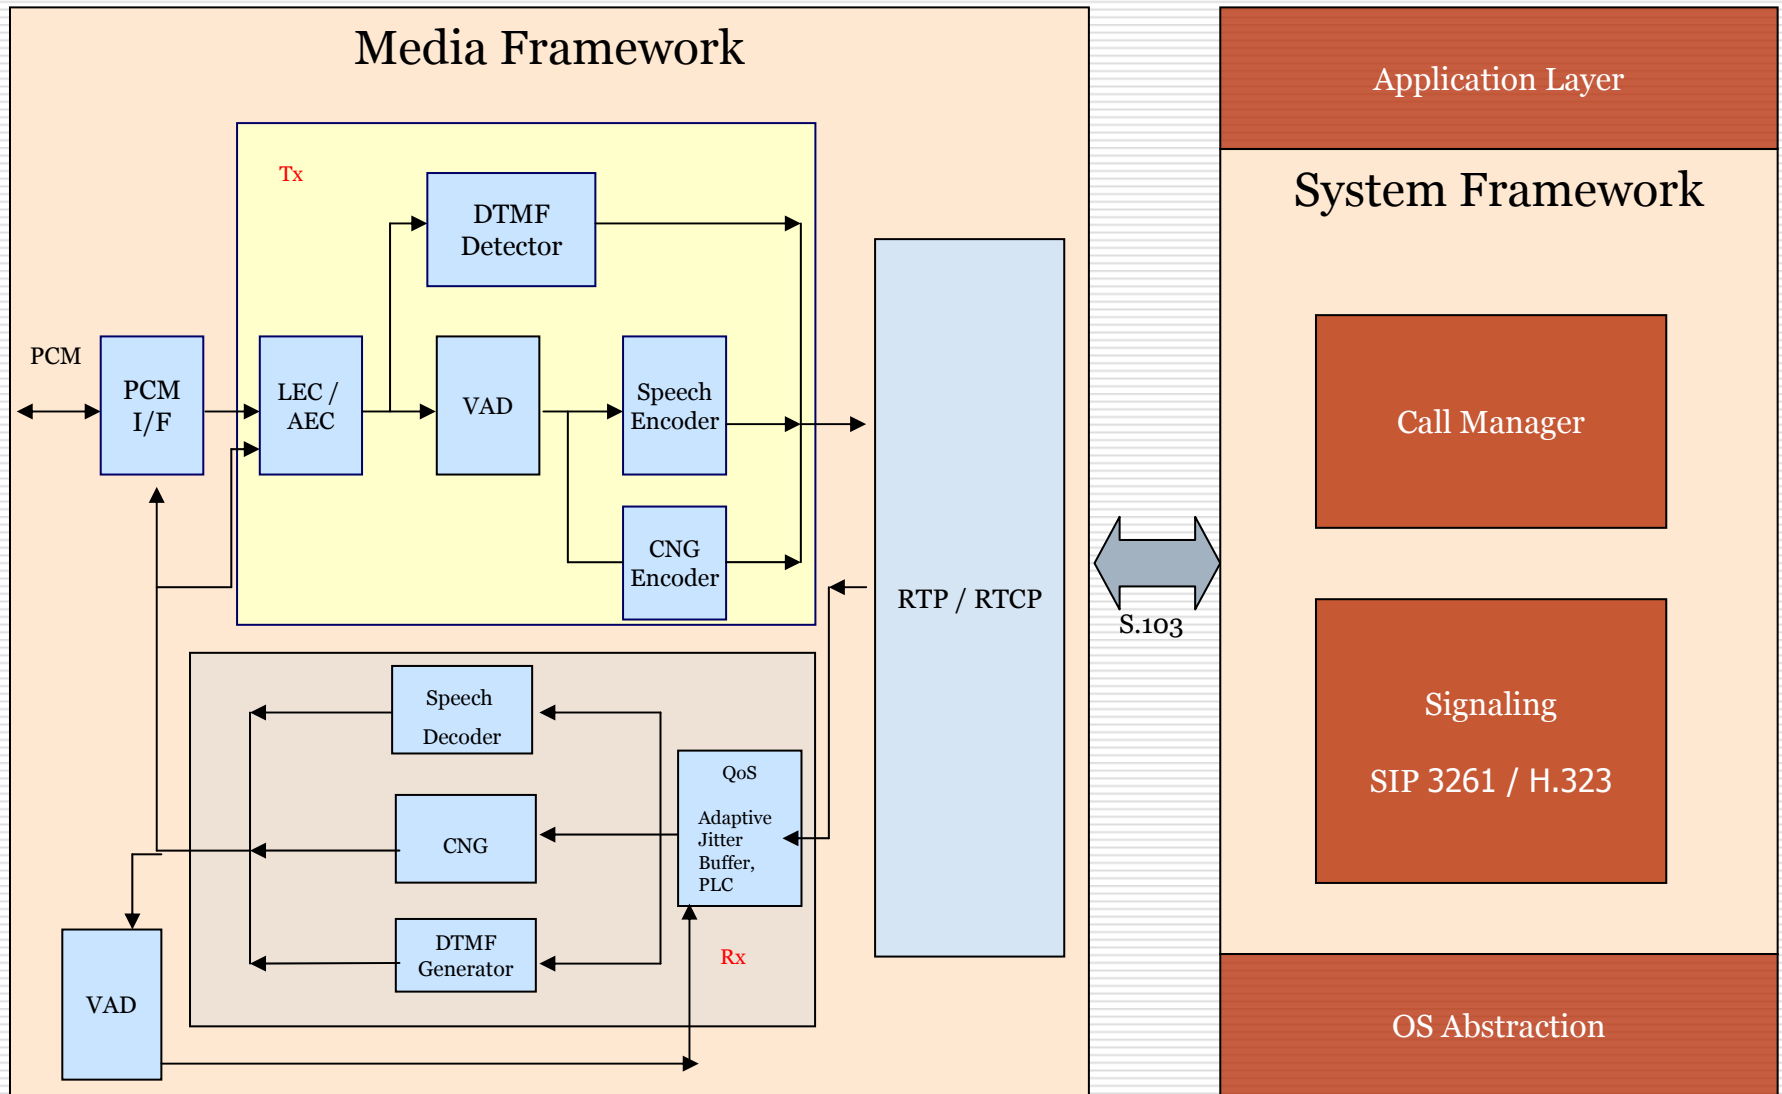 Media Framework
Tx
DTMF
Detector
PCM
PCM
I/F
LEC /
AEC
VAD
Speech
Encoder
CNG
Encoder
RTP / RTCP
Speech
Decoder
CNG
DTMF
Generator
QoS
Adaptive
Jitter
Buffer,
PLC
Rx
VAD
S.103
Application Layer
System Framework
Call Manager
Signaling
SIP 3261 / H.323
OS Abstraction